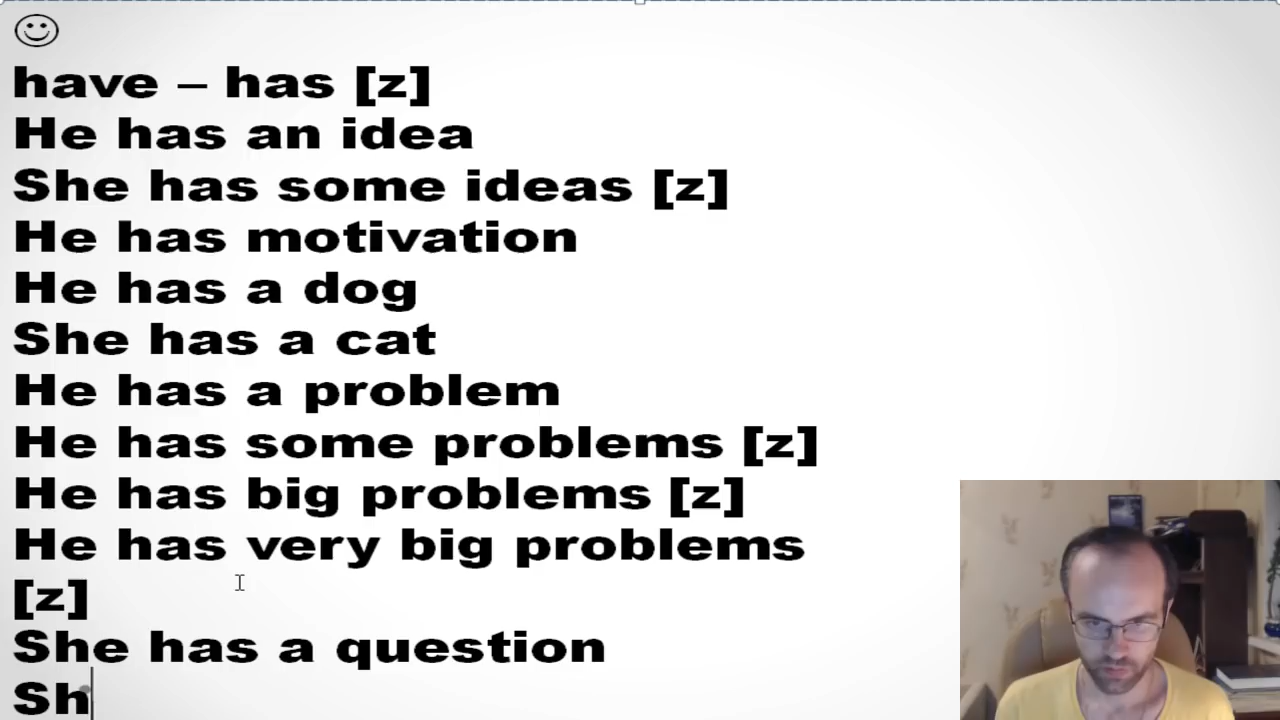 have – has [z]
He has an idea
She has some ideas [z]
He has motivation
He has a dog
She has a cat
He has a problem
He has some problems [z]
He has big problems [z]
He has very big problems
[z]
She has a question
Sh